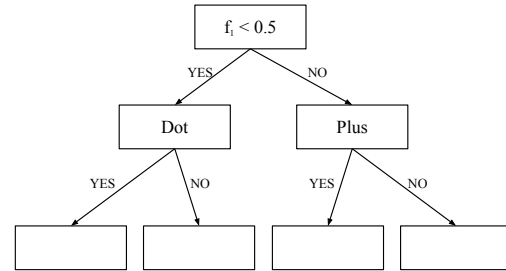 f₁ < 0.5
YES
NO
Dot
Plus
YES
NO
YES
NO